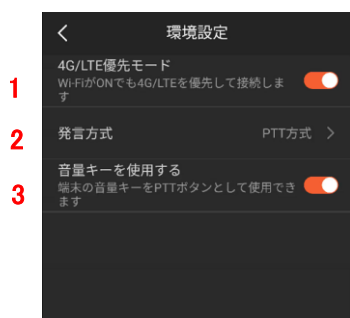 環境設定
1
4G/LTE優先モード
Wi-FiがONでも4G/LTEを優先して接続しま
す
2
発言方式 PTT方式
3
音量キーを使用する
端末の音量キーをPTTボタンとして使用でき
ます